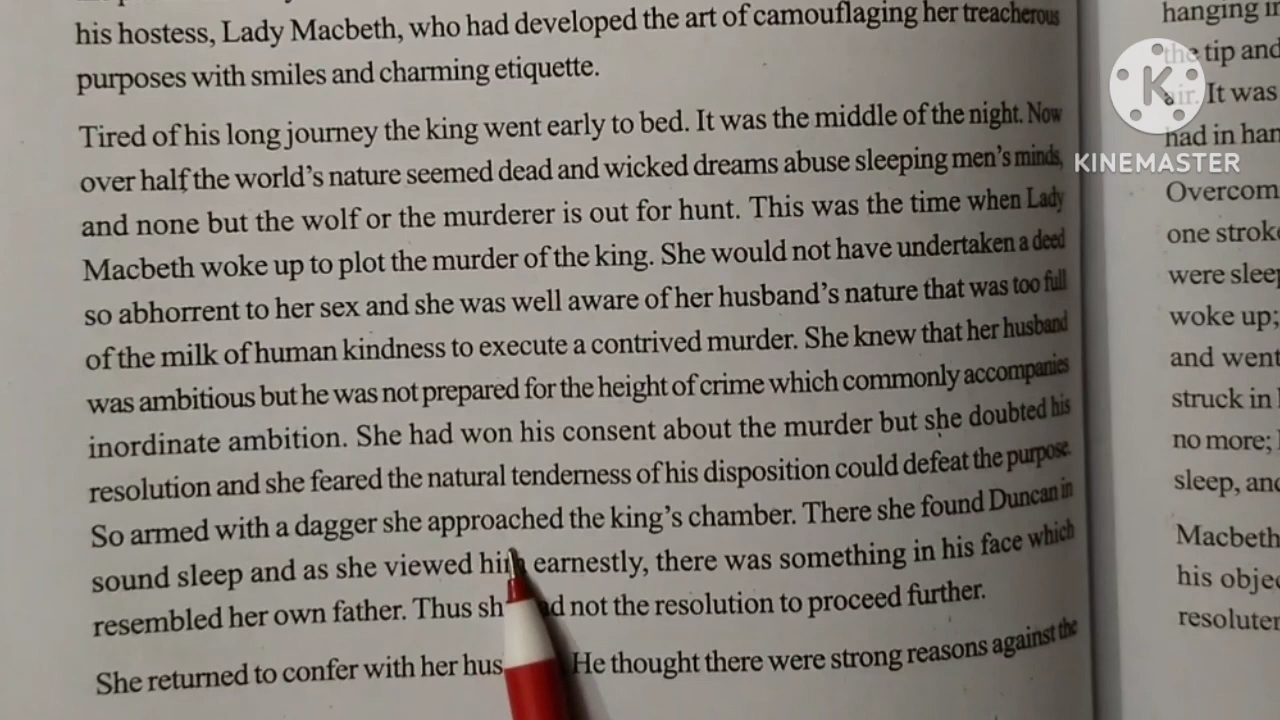 his hostess, Lady Macbeth, who had developed the art of camouflaging her treacherous
purposes with smiles and charming etiquette.
Tired of his long journey the king went early to bed. It was the middle of the night. Now
over half the world's nature seemed dead and wicked dreams abuse sleeping men's minds,
and none but the wolf or the murderer is out for hunt. This was the time when Lady
Macbeth woke up to plot the murder of the king. She would not have undertaken a deed
so abhorrent to her sex and she was well aware of her husband's nature that was too full
of the milk of human kindness to execute a contrived murder. She knew that her husband
was ambitious but he was not prepared for the height of crime which commonly accompanies
inordinate ambition. She had won his consent about the murder but she doubted his
resolution and she feared the natural tenderness of his disposition could defeat the purpose.
So armed with a dagger she approached the king's chamber. There she found Duncan in
sound sleep and as she viewed him earnestly, there was something in his face which
resembled her own father. Thus not the resolution to proceed further.
She returned to confer with her He thought there were strong reasons against the
hanging
the tip and
air. It was
had in
Overcom
one
were
woke up;
and went
struck in
no more;
sleep,
Macbeth
his
K
KINEMASTER